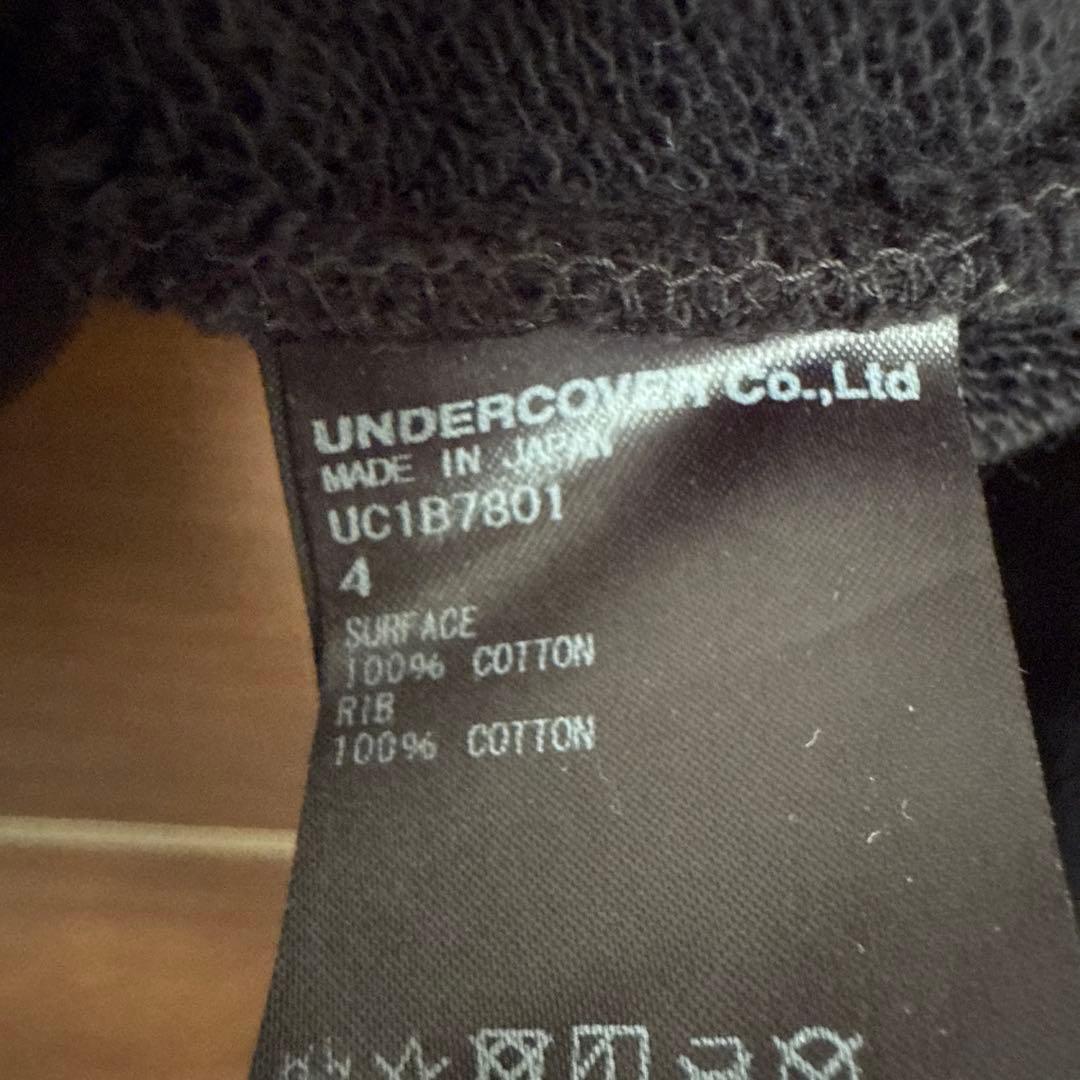 UNDERCOVER Co.,Ltd
MADE IN JAPAN
UC1B7801
4
SURFACE
100% COTTON
RIB
100% COTTON